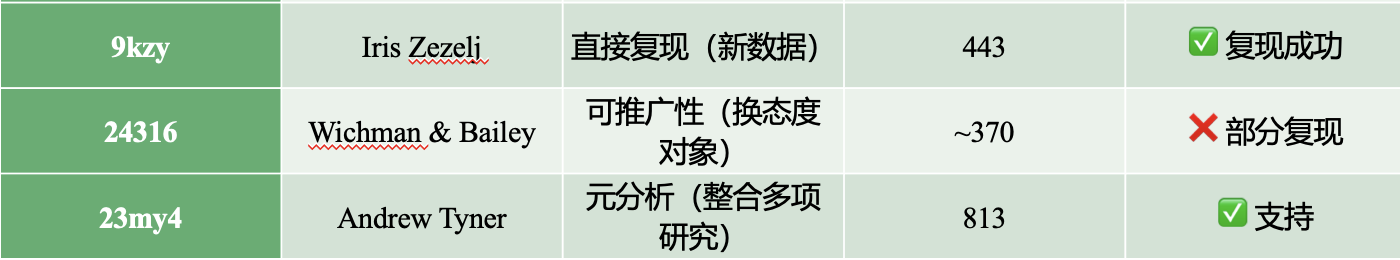 9kzy Iris Zezelj 直接复现（新数据） 443 ✅ 复现成功
24316 Wichman & Bailey 可推广性（换态度
对象） ~370 ❌ 部分复现
23my4 Andrew Tyner 元分析（整合多项
研究） 813 ✅ 支持